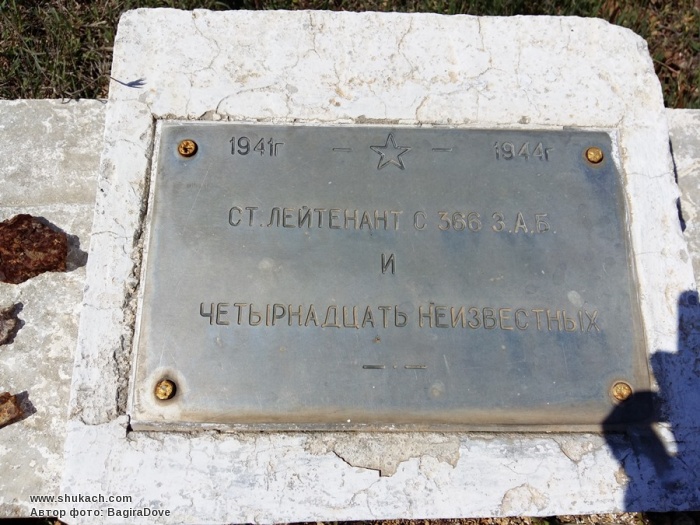 1941г — ☆ — 1944г
СТ. ЛЕЙТЕНАНТ С 366 З.А.Б.
И
ЧЕТЫРНАДЦАТЬ НЕИЗВЕСТНЫХ
— —
www.shukach.com
Автор фото: BagiraDove